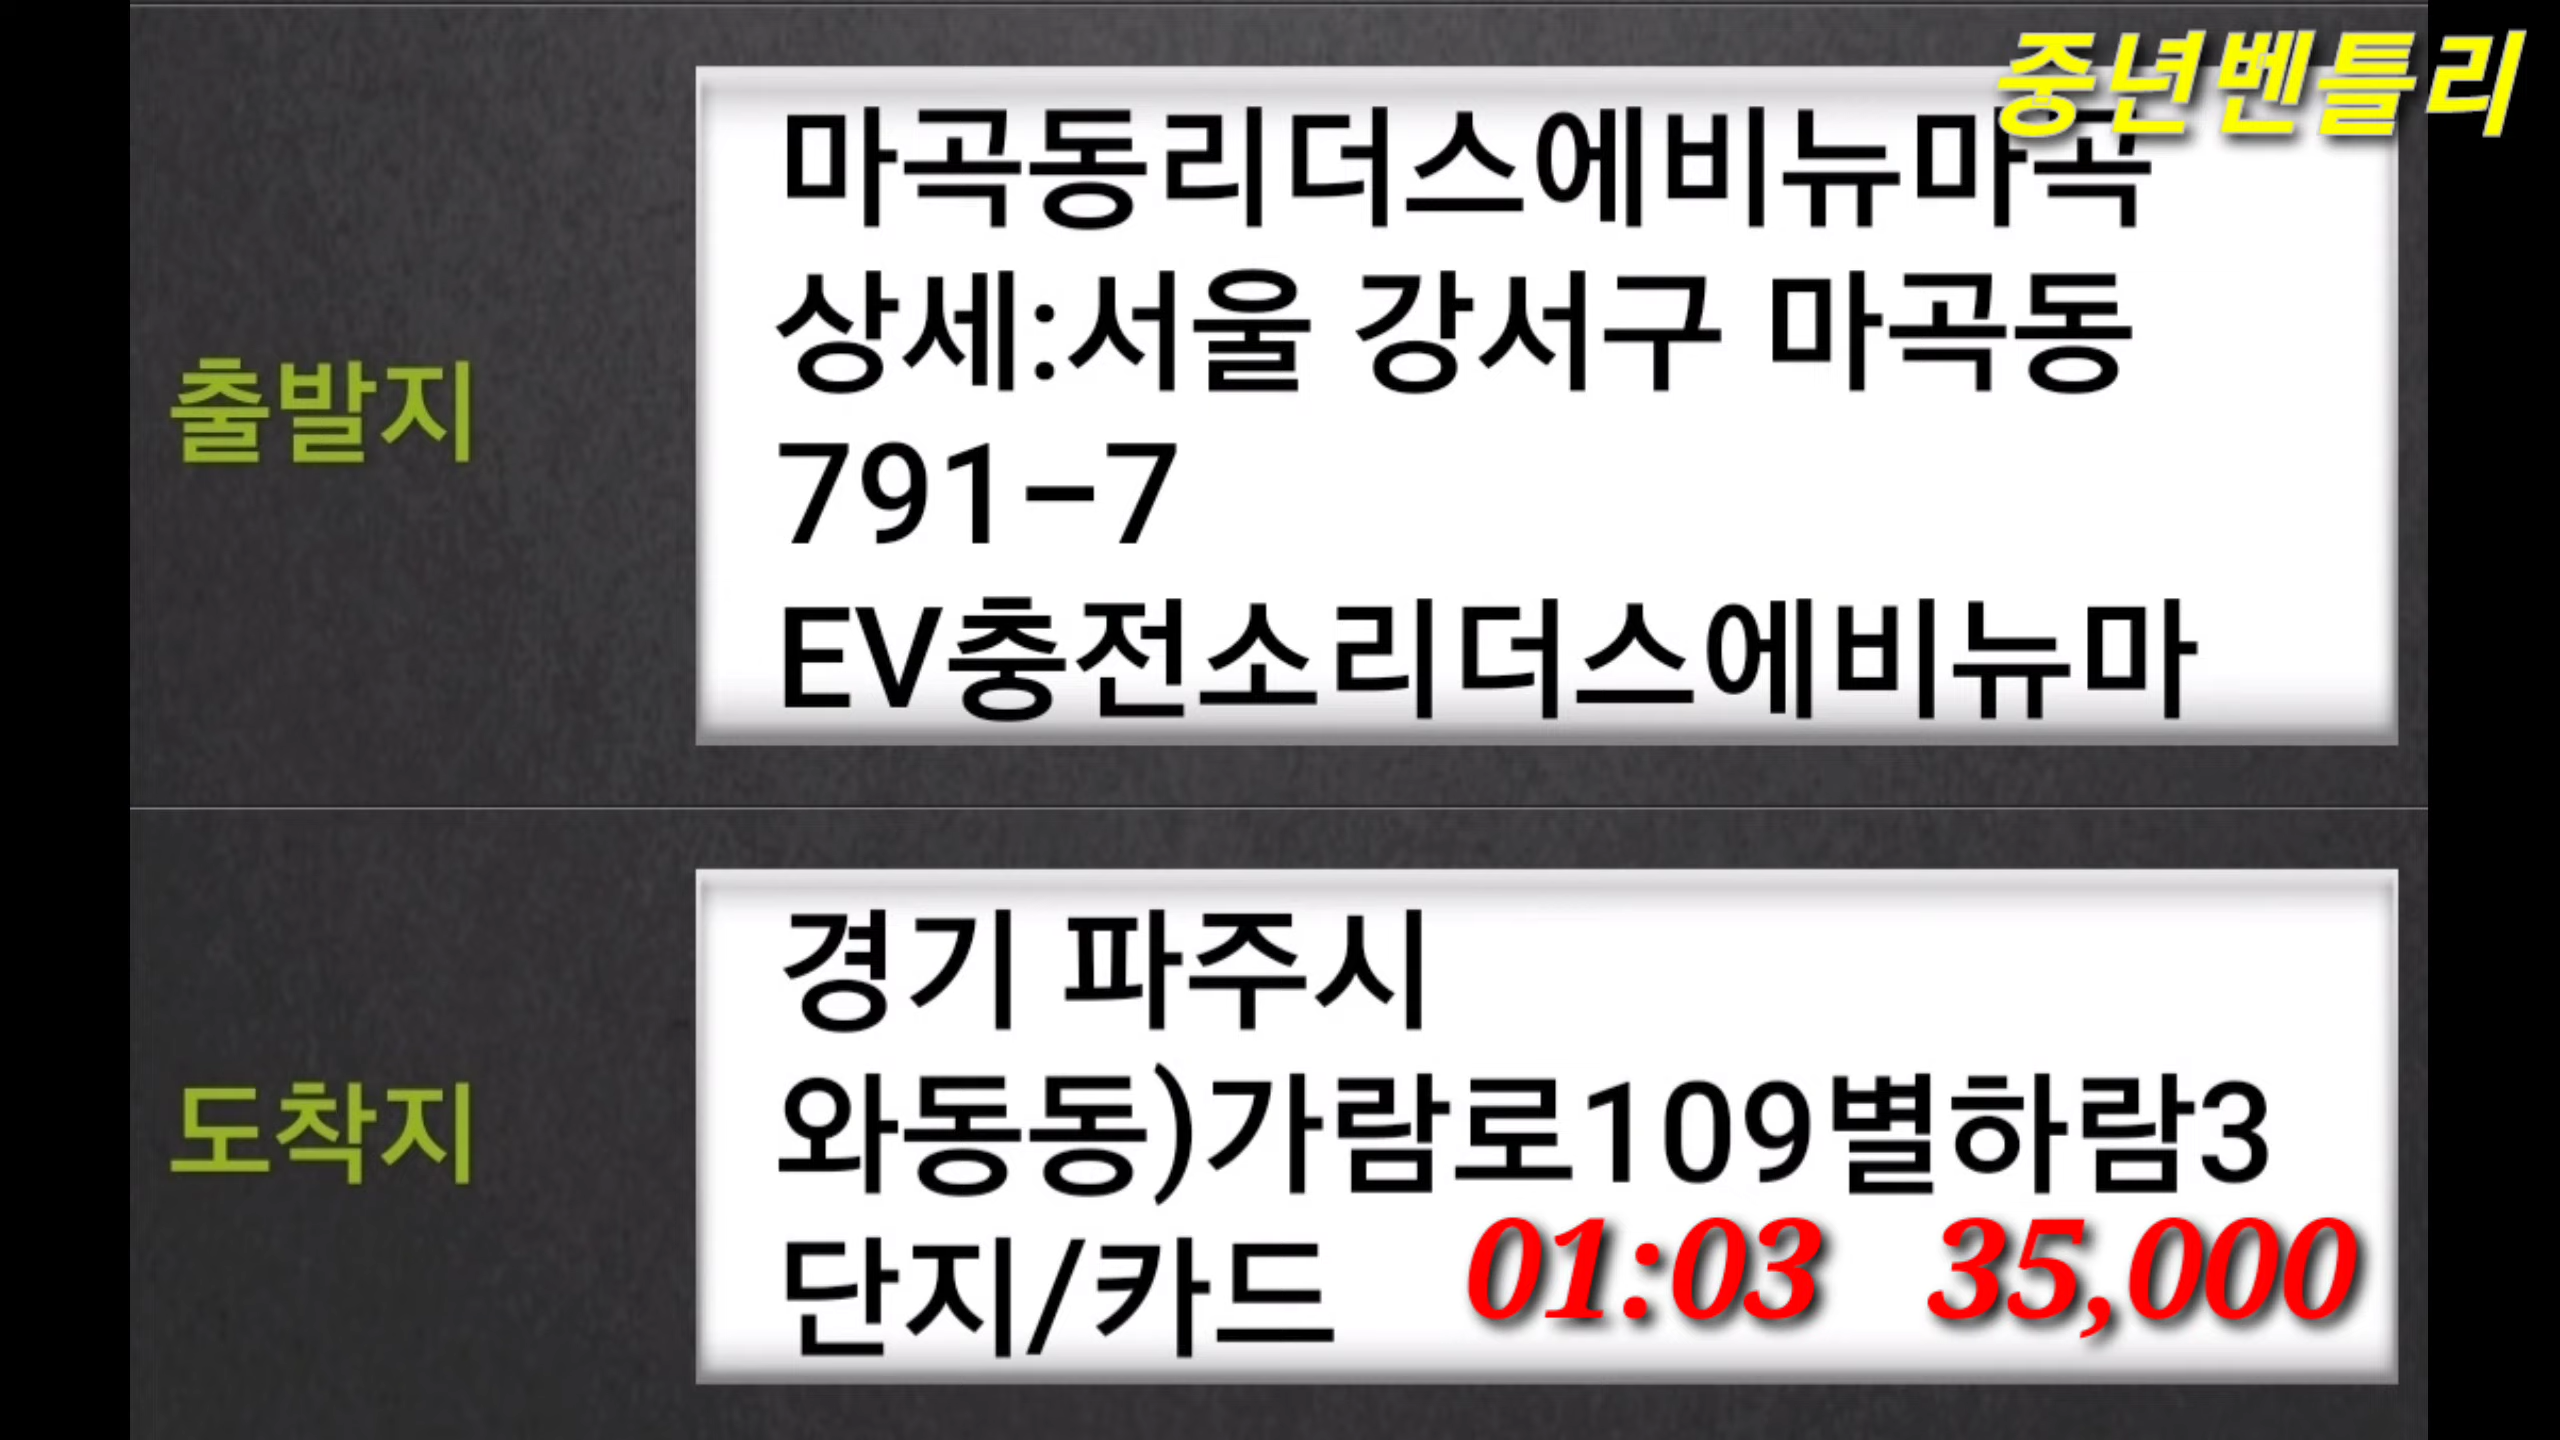 중년벤틀리
출발지
마곡동리더스에비뉴마곡
상세:서울 강서구 마곡동
791-7
EV충전소리더스에비뉴마
도착지
경기 파주시
와동동)가람로109별하람3
단지/카드
01:03 35,000